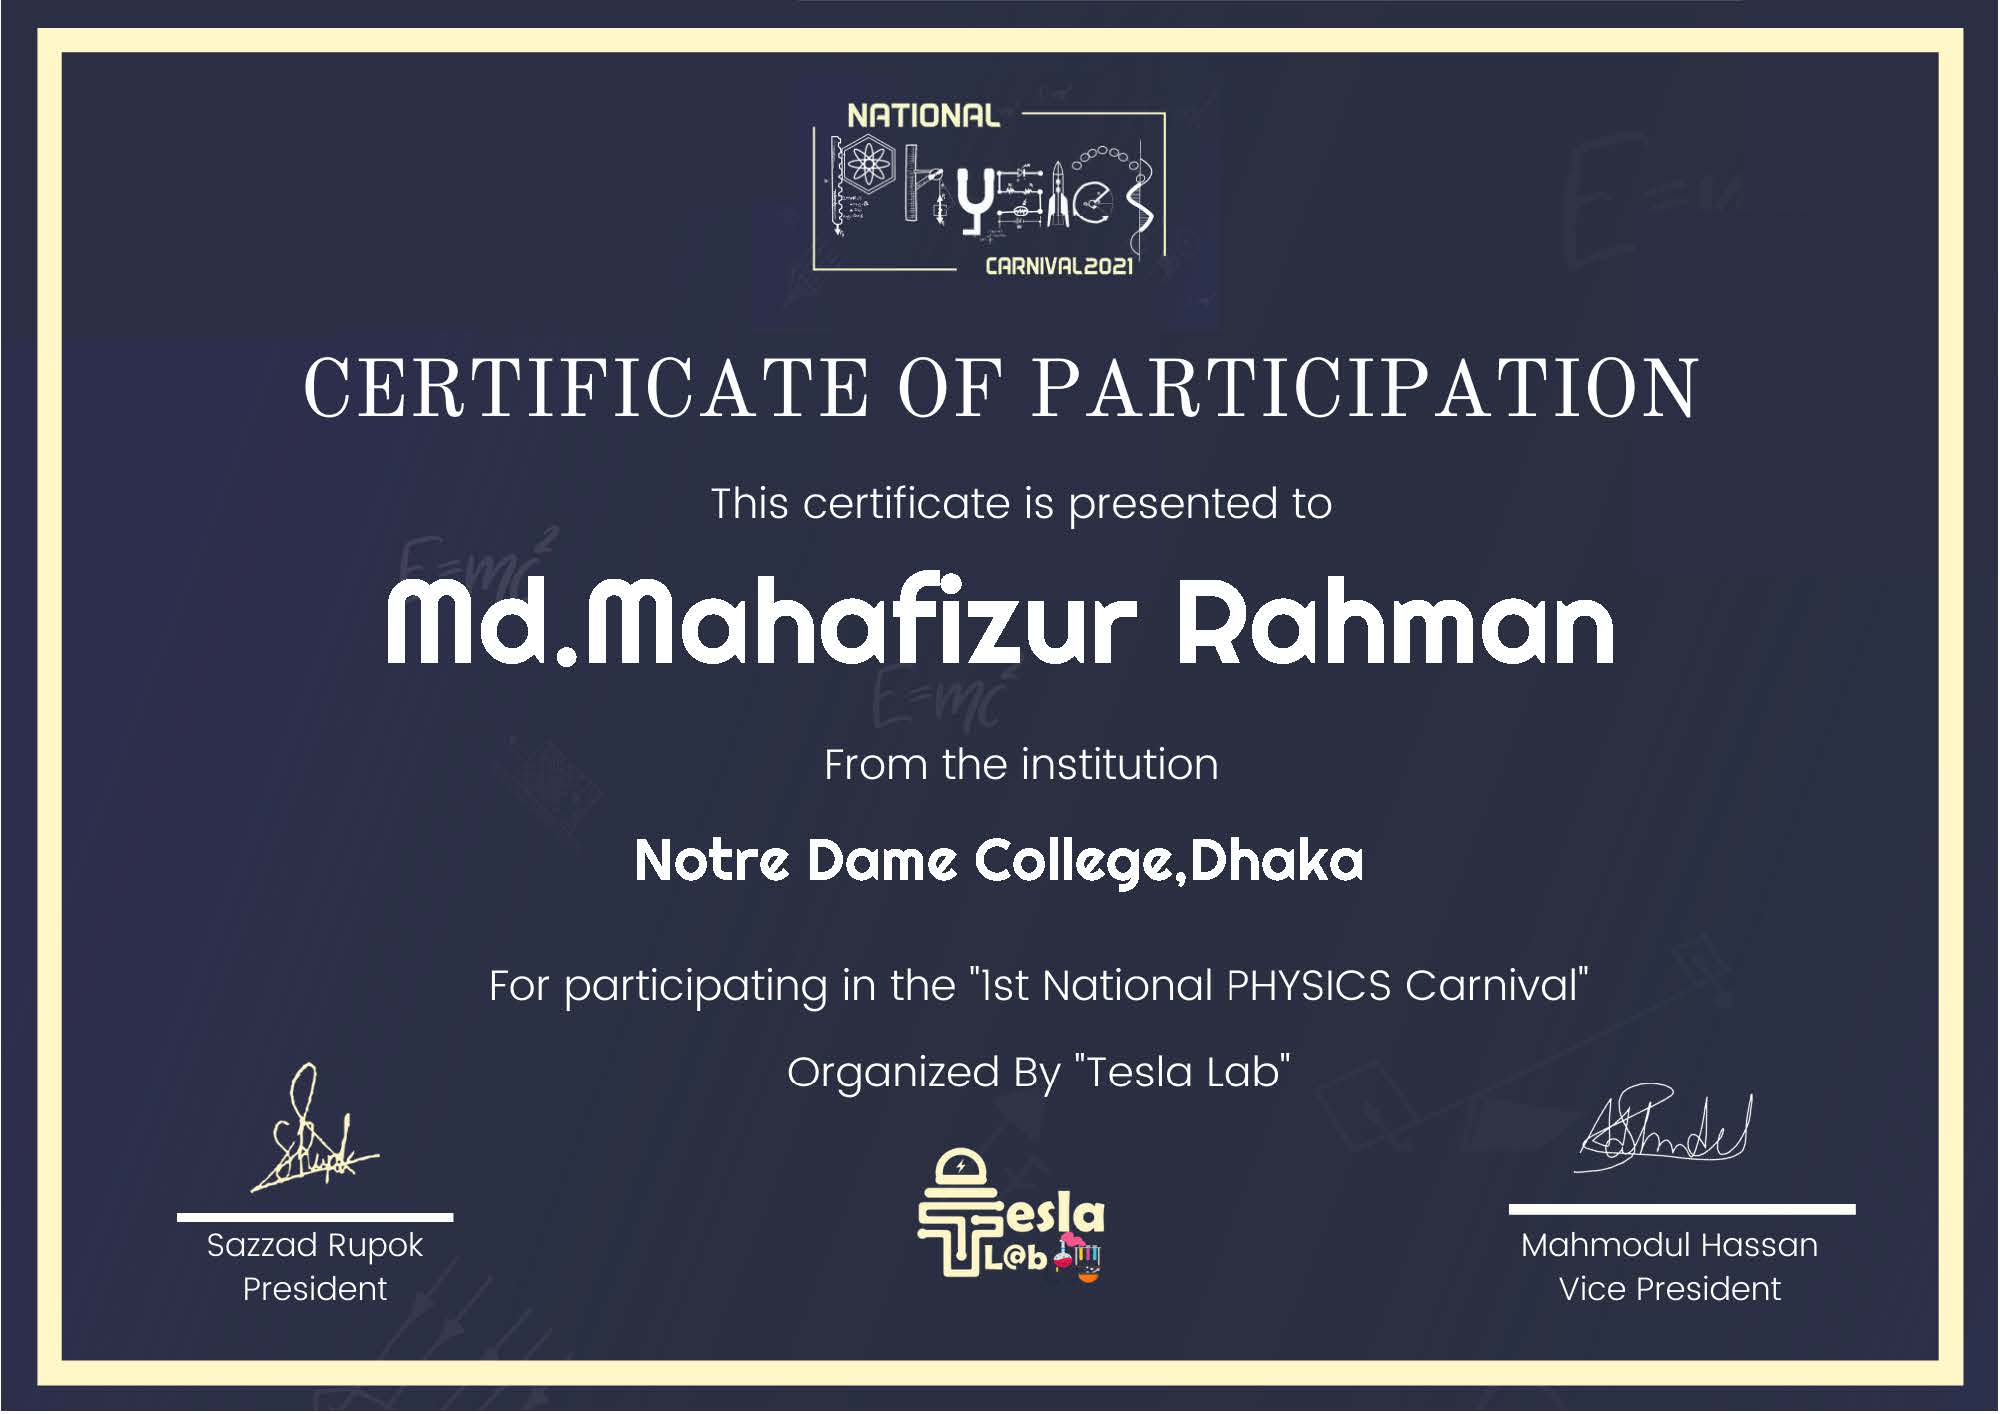 NATIONAL
Physics
CARNIVAL2021
CERTIFICATE OF PARTICIPATION
This certificate is presented to
E=mc²
Md.Mahafizur Rahman
E=mc²
From the institution
Notre Dame College,Dhaka
For participating in the "1st National PHYSICS Carnival"
Organized By "Tesla Lab"
Tesla
L@b
Sazzad Rupok
President
Mahmodul Hassan
Vice President